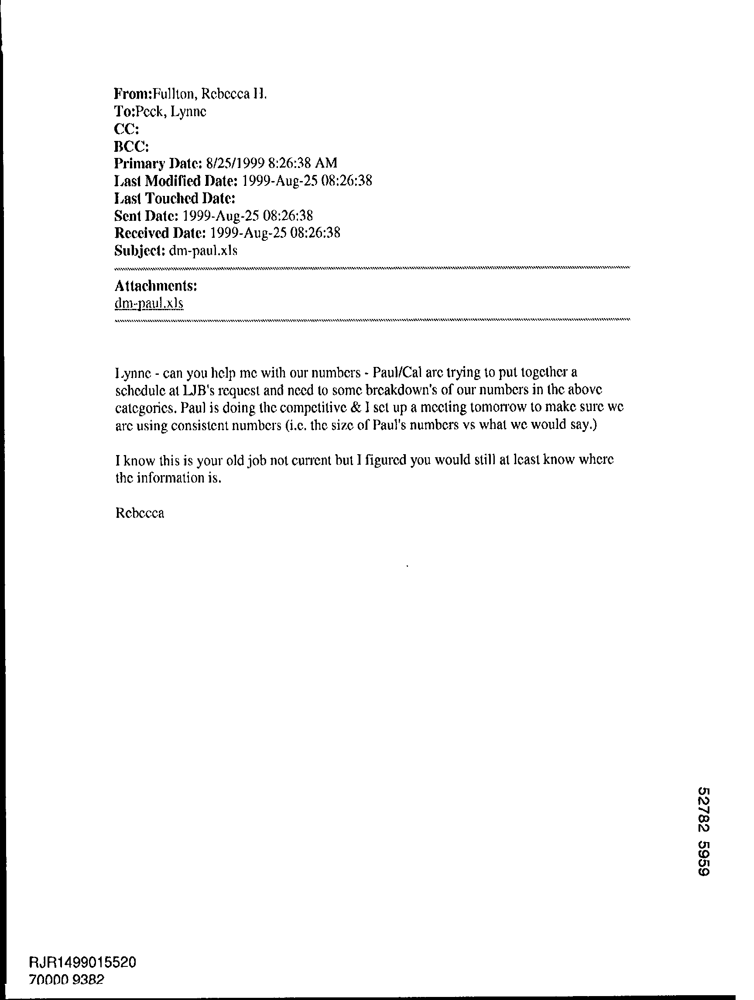 From:Fullton, Rebecca H.
To:Peck, Lynne
CC:
BCC:
Primary Date: 8/25/1999 8:26:38 AM
Last Modified Date: 1999-Aug-25 08:26:38
Last Touched Date:
Sent Date: 1999-Aug-25 08:26:38
Received Date: 1999-Aug-25 08:26:38
Subject: dm-paul.xls
Attachments:
dm-paul.xls
Lynne - can you help me with our numbers - Paul/Cal are trying to put together a
schedule at LJB's request and need to some breakdown's of our numbers in the above
categories. Paul is doing the competitive & I set up a meeting tomorrow to make sure we
are using consistent numbers (i.e. the size of Paul's numbers vs what we would say.)
I know this is your old job not current but I figured you would still at least know where
the information is.
Rebecca
52782 5959
RJR1499015520
70000 9382